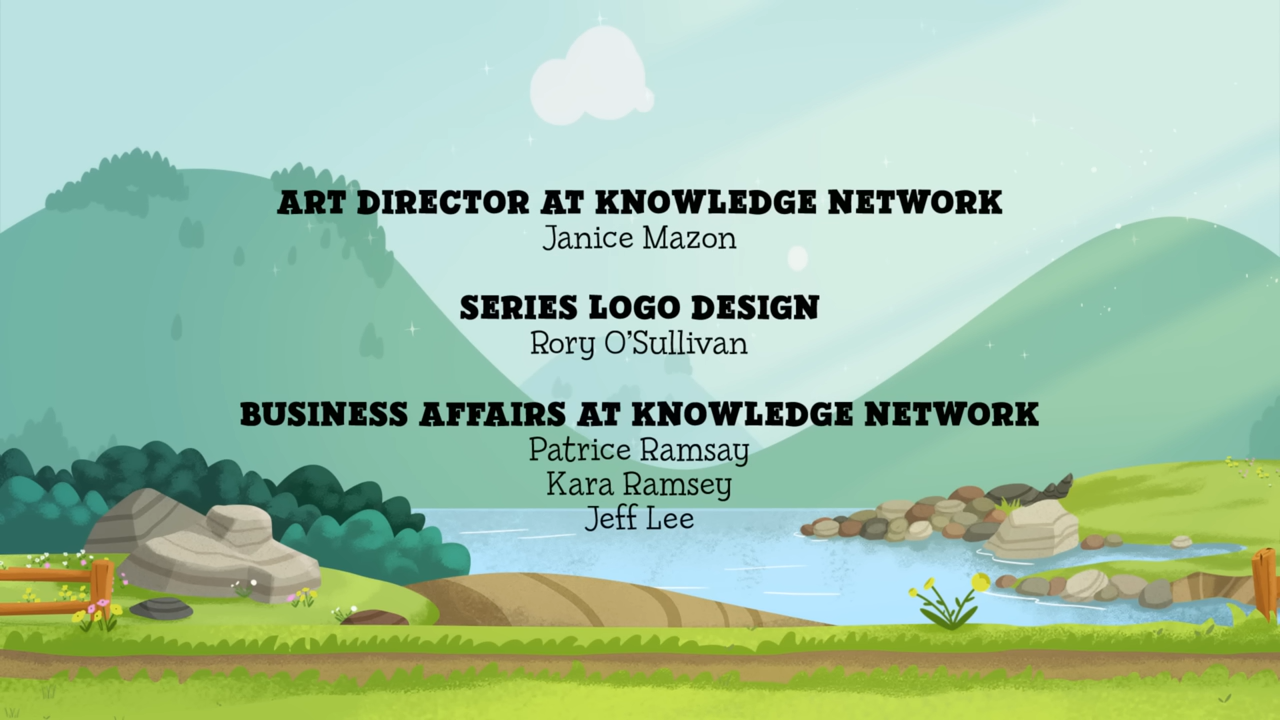 ART DIRECTOR AT KNOWLEDGE NETWORK
Janice Mazon
SERIES LOGO DESIGN
Rory O'Sullivan
BUSINESS AFFAIRS AT KNOWLEDGE NETWORK
Patrice Ramsay
Kara Ramsey
Jeff Lee